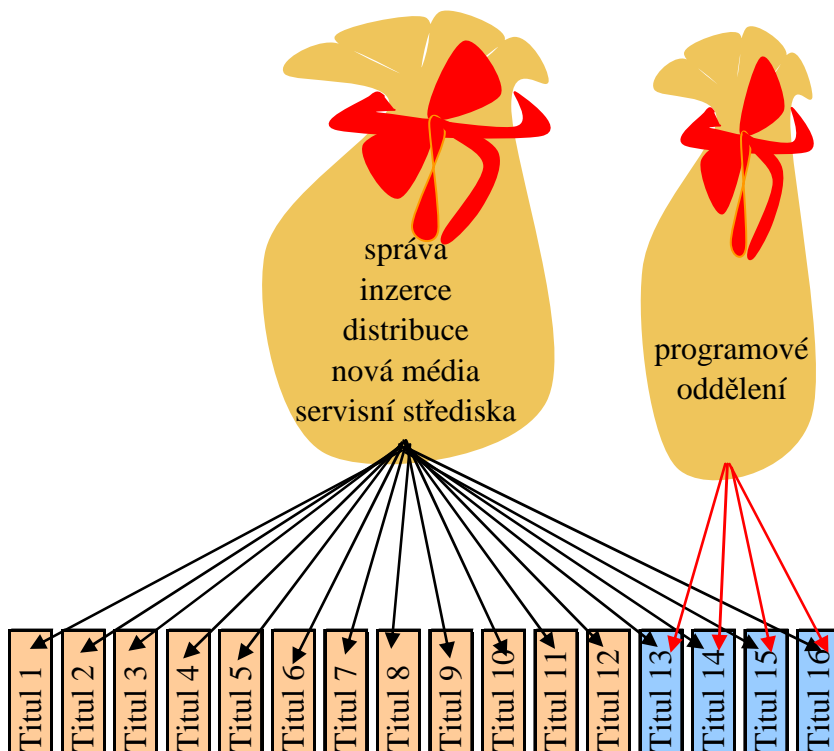 správa
inzerce
distribuce
nová média
servisní střediska
programové
oddělení
Titul 1
Titul 2
Titul 3
Titul 4
Titul 5
Titul 6
Titul 7
Titul 8
Titul 9
Titul 10
Titul 11
Titul 12
Titul 13
Titul 14
Titul 15
Titul 16